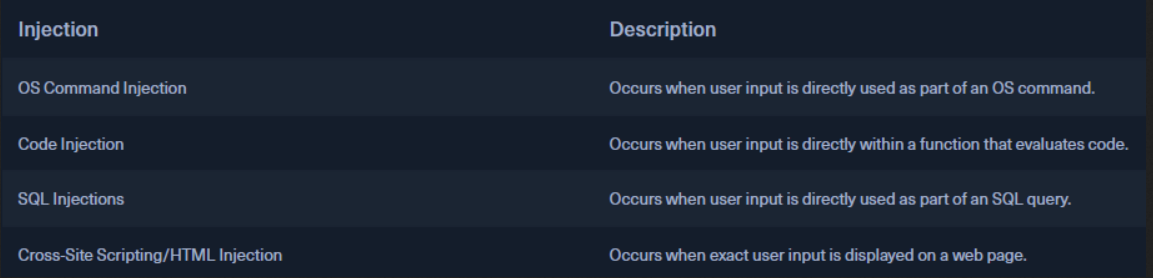 Injection Description
OS Command Injection Occurs when user input is directly used as part of an OS command.
Code Injection Occurs when user input is directly within a function that evaluates code.
SQL Injections Occurs when user input is directly used as part of an SQL query.
Cross-Site Scripting/HTML Injection Occurs when exact user input is displayed on a web page.